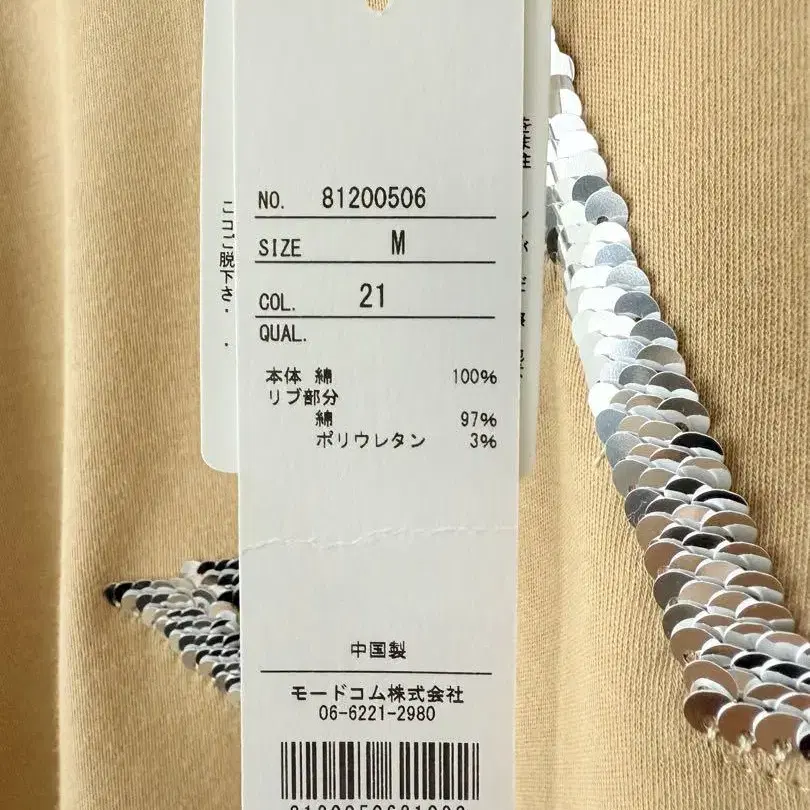 NO. 81200506
SIZE M
COL. 21
QUAL.
本体 綿 100%
リブ部分
綿 97%
ポリウレタン 3%
中国製
モードコム株式会社
06-6221-2980